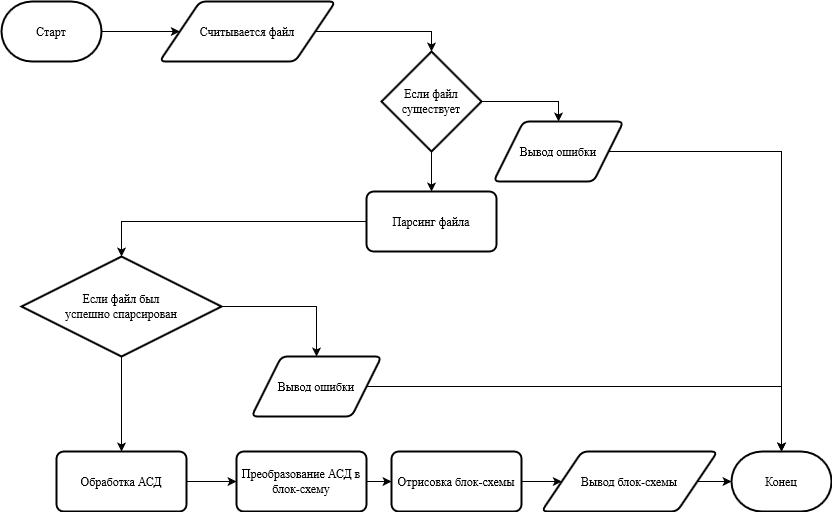 Старт
Считывается файл
Если файл
существует
Вывод ошибки
Парсинг файла
Если файл был
успешно спарсирован
Вывод ошибки
Обработка АСД
Преобразование АСД в
блок-схему
Отрисовка блок-схемы
Вывод блок-схемы
Конец